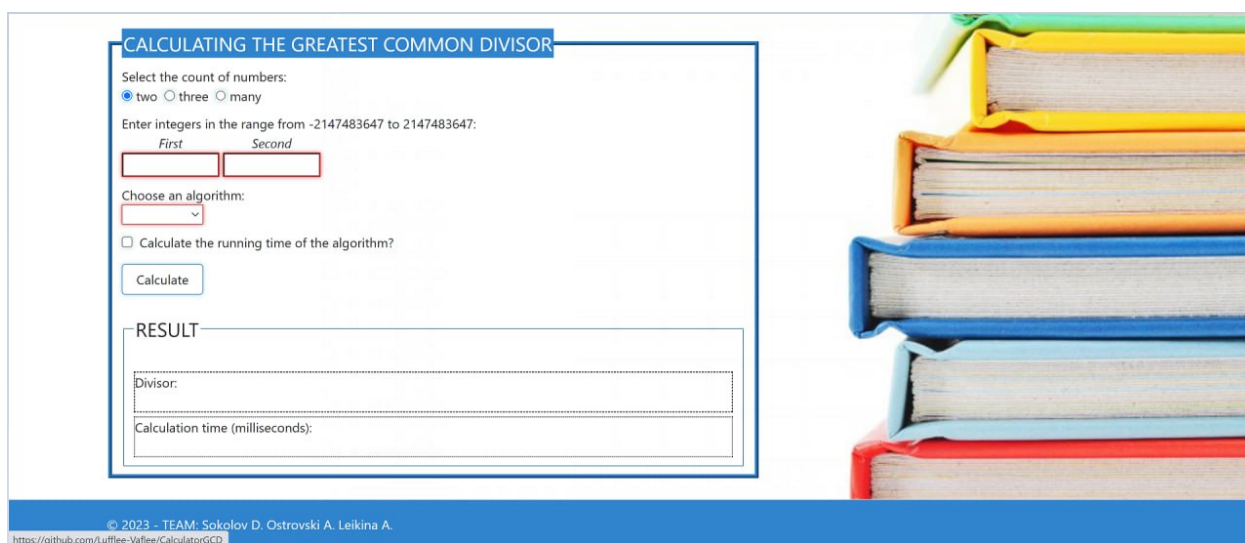 CALCULATING THE GREATEST COMMON DIVISOR
Select the count of numbers:
two three many
Enter integers in the range from -2147483647 to 2147483647:
First Second
Choose an algorithm:
Calculate the running time of the algorithm?
Calculate
RESULT
Divisor:
Calculation time (milliseconds):
© 2023 - TEAM: Sokolov D. Ostrovski A. Leikina A.
https://github.com/Lufflee-Vaflee/CalculatorGCD